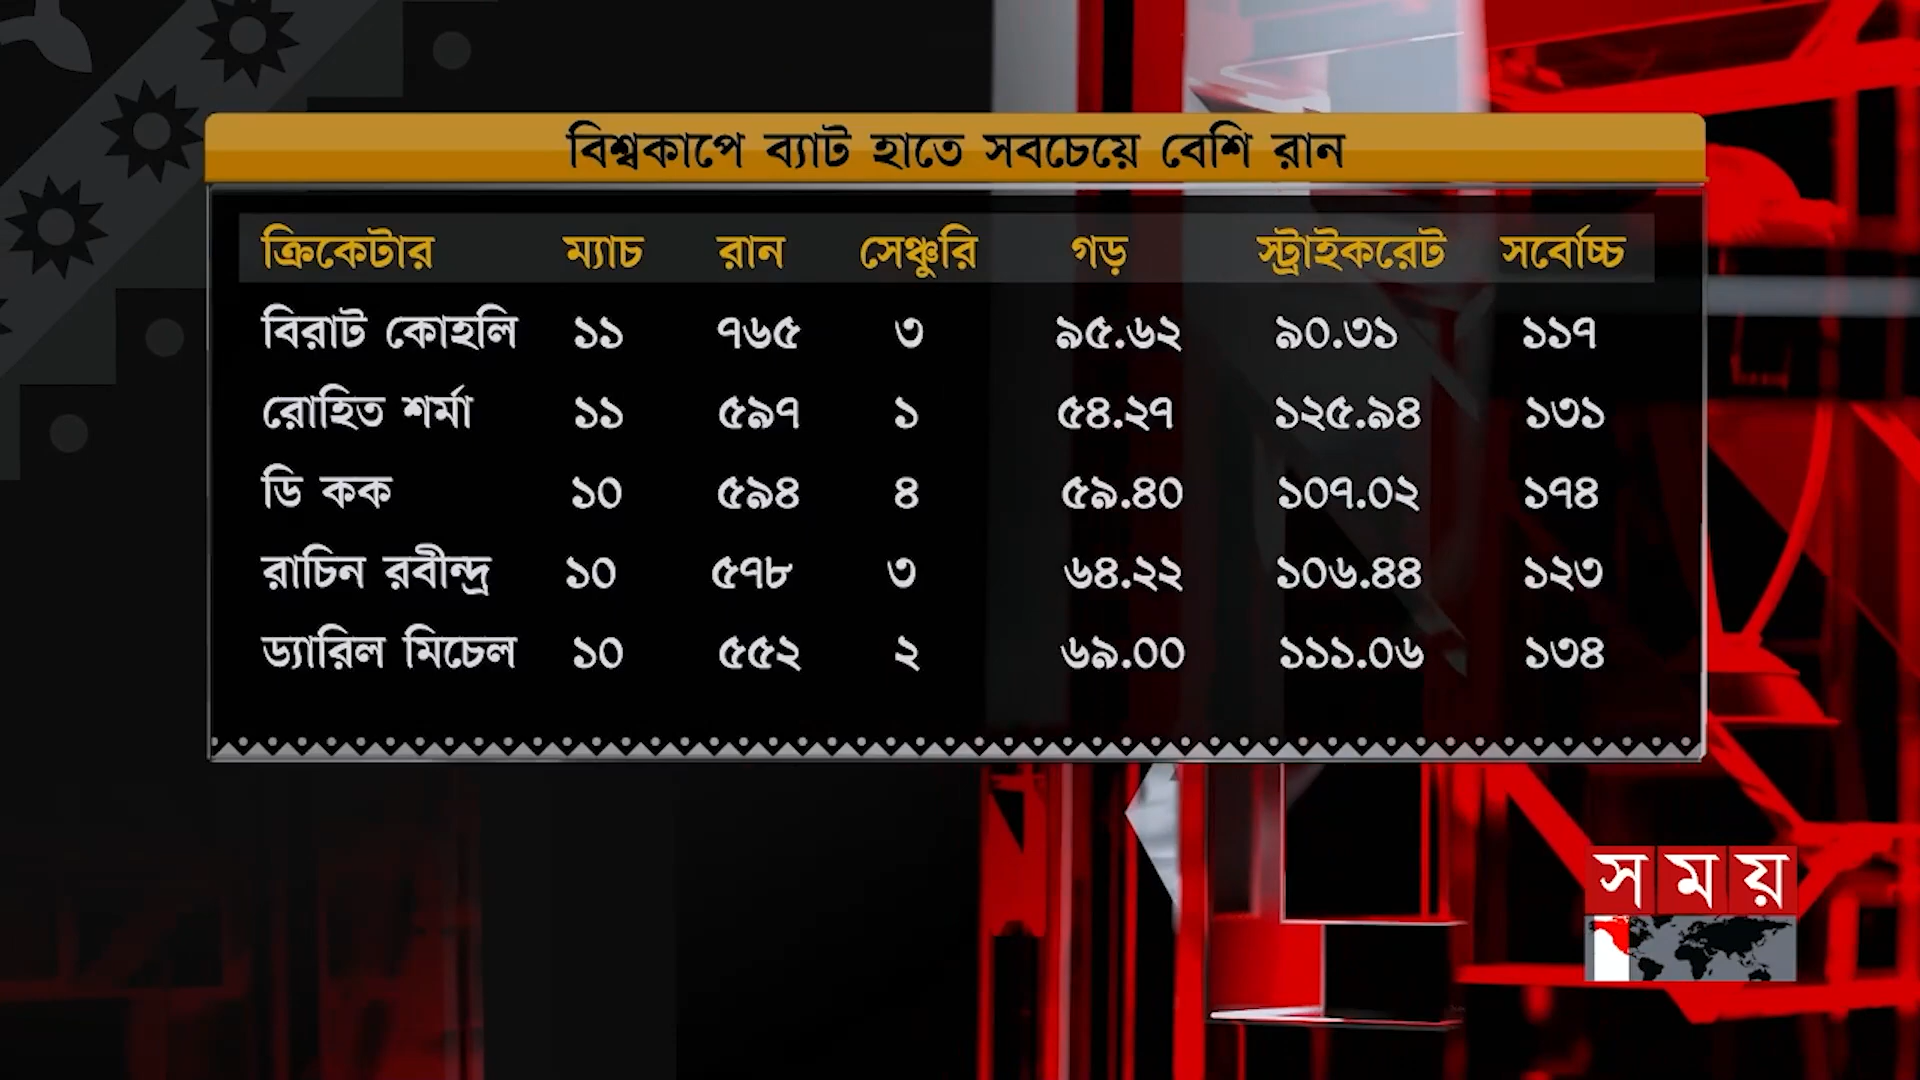 বিশ্বকাপে ব্যাট হাতে সবচেয়ে বেশি রান
ক্রিকেটার ম্যাচ রান সেঞ্চুরি গড় স্ট্রাইকরেট সর্বোচ্চ
বিরাট কোহলি ১১ ৭৬৫ ৩ ৯৫.৬২ ৯০.৩১ ১১৭
রোহিত শর্মা ১১ ৫৯৭ ১ ৫৪.২৭ ১২৫.৯৪ ১৩১
ডি কক ১০ ৫৯৪ ৪ ৫৯.৪০ ১০৭.০২ ১৭৪
রাচিন রবীন্দ্র ১০ ৫৭৮ ৩ ৬৪.২২ ১০৬.৪৪ ১২৩
ড্যারিল মিচেল ১০ ৫৫২ ২ ৬৯.০০ ১১১.০৬ ১৩৪
সময়